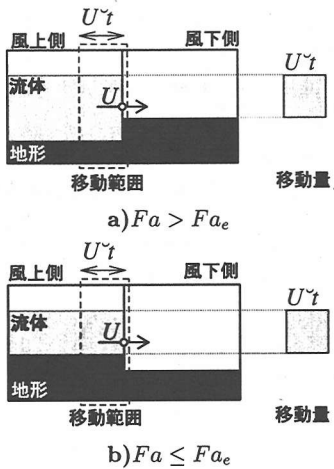 U˘t
風上側 風下側 U˘t
流体
U
地形
移動範囲 移動量
a)Fa > Fa_e
U˘t
風上側 風下側 U˘t
流体
U
地形
移動範囲 移動量
b)Fa ≤ Fa_e